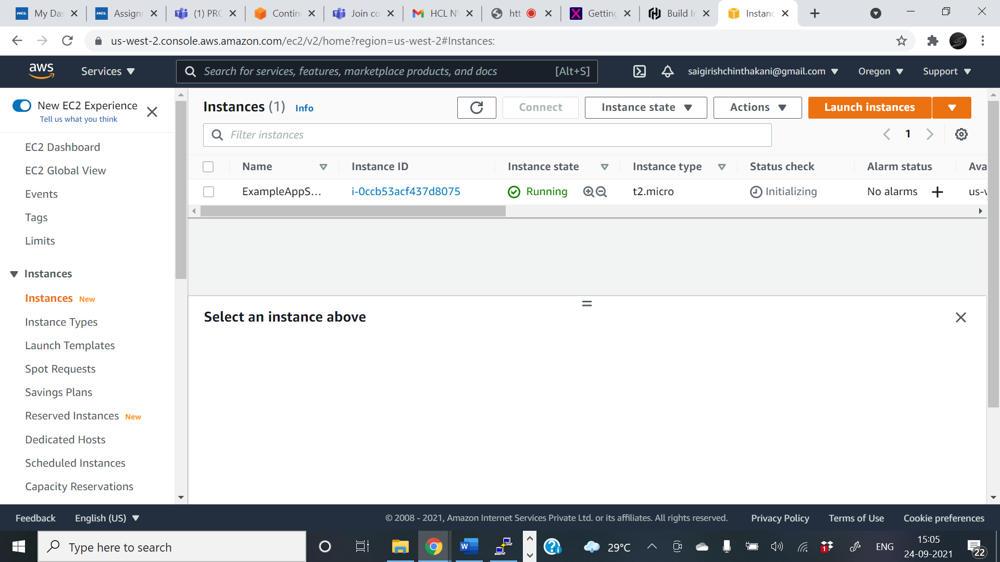 My Das
Assignr
(1) PRO
Contin
Join co
HCL NV
htt
Getting
Build In
Instanc
us-west-2.console.aws.amazon.com/ec2/v2/home?region=us-west-2#Instances:
aws
Services
Search for services, features, marketplace products, and docs
[Alt+S]
saigirishchinthakani@gmail.com
Oregon
Support
New EC2 Experience
Tell us what you think
EC2 Dashboard
EC2 Global View
Events
Tags
Limits
Instances
Instances New
Instance Types
Launch Templates
Spot Requests
Savings Plans
Reserved Instances New
Dedicated Hosts
Scheduled Instances
Capacity Reservations
Instances (1) Info
Connect
Instance state
Actions
Launch instances
Filter instances
1
Name Instance ID Instance state Instance type Status check Alarm status Ava
ExampleAppS... i-0ccb53acf437d8075 Running t2.micro Initializing No alarms us-w
Select an instance above
Feedback English (US) © 2008 - 2021, Amazon Internet Services Private Ltd. or its affiliates. All rights reserved. Privacy Policy Terms of Use Cookie preferences
Type here to search
29°C
ENG
15:05
24-09-2021
22